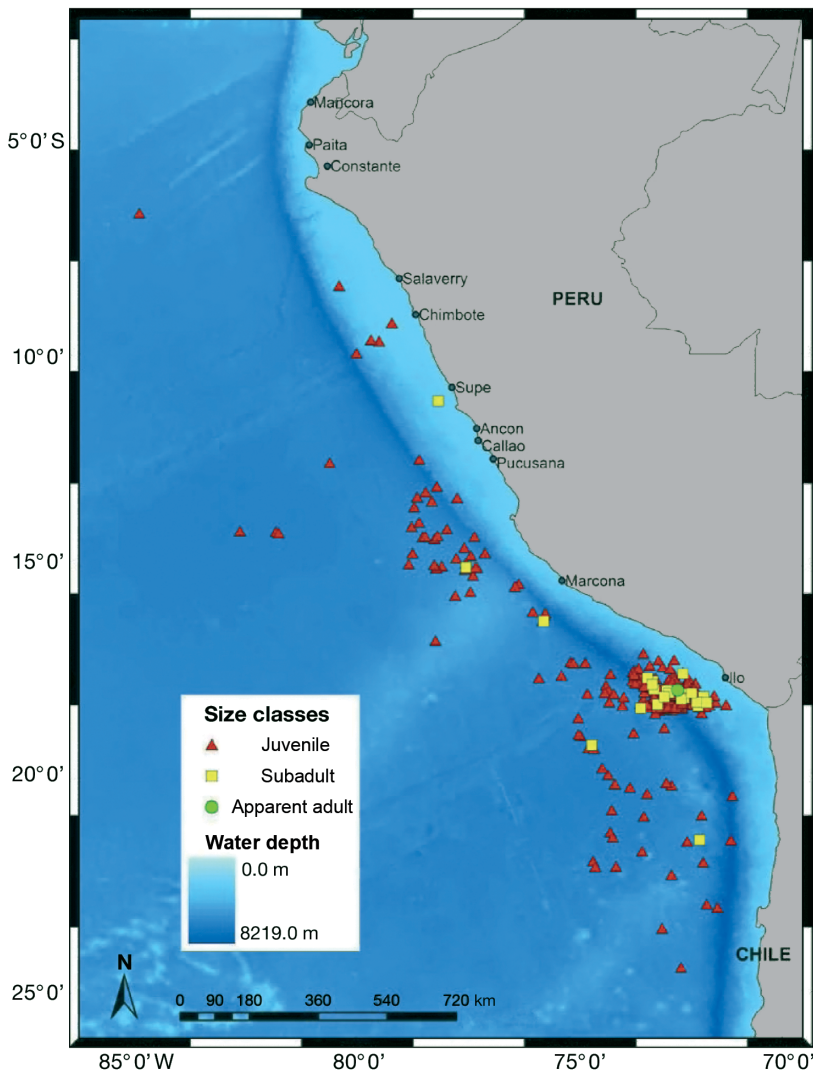 5°0'S
10°0'
15°0'
20°0'
25°0'
Mancora
Paita
Constante
Salaverry
Chimbote
PERU
Supe
Ancon
Callao
Pucusana
Marcona
Ilo
CHILE
Size classes
Juvenile
Subadult
Apparent adult
Water depth
0.0 m
8219.0 m
N
0 90 180 360 540 720 km
85°0'W 80°0' 75°0' 70°0'